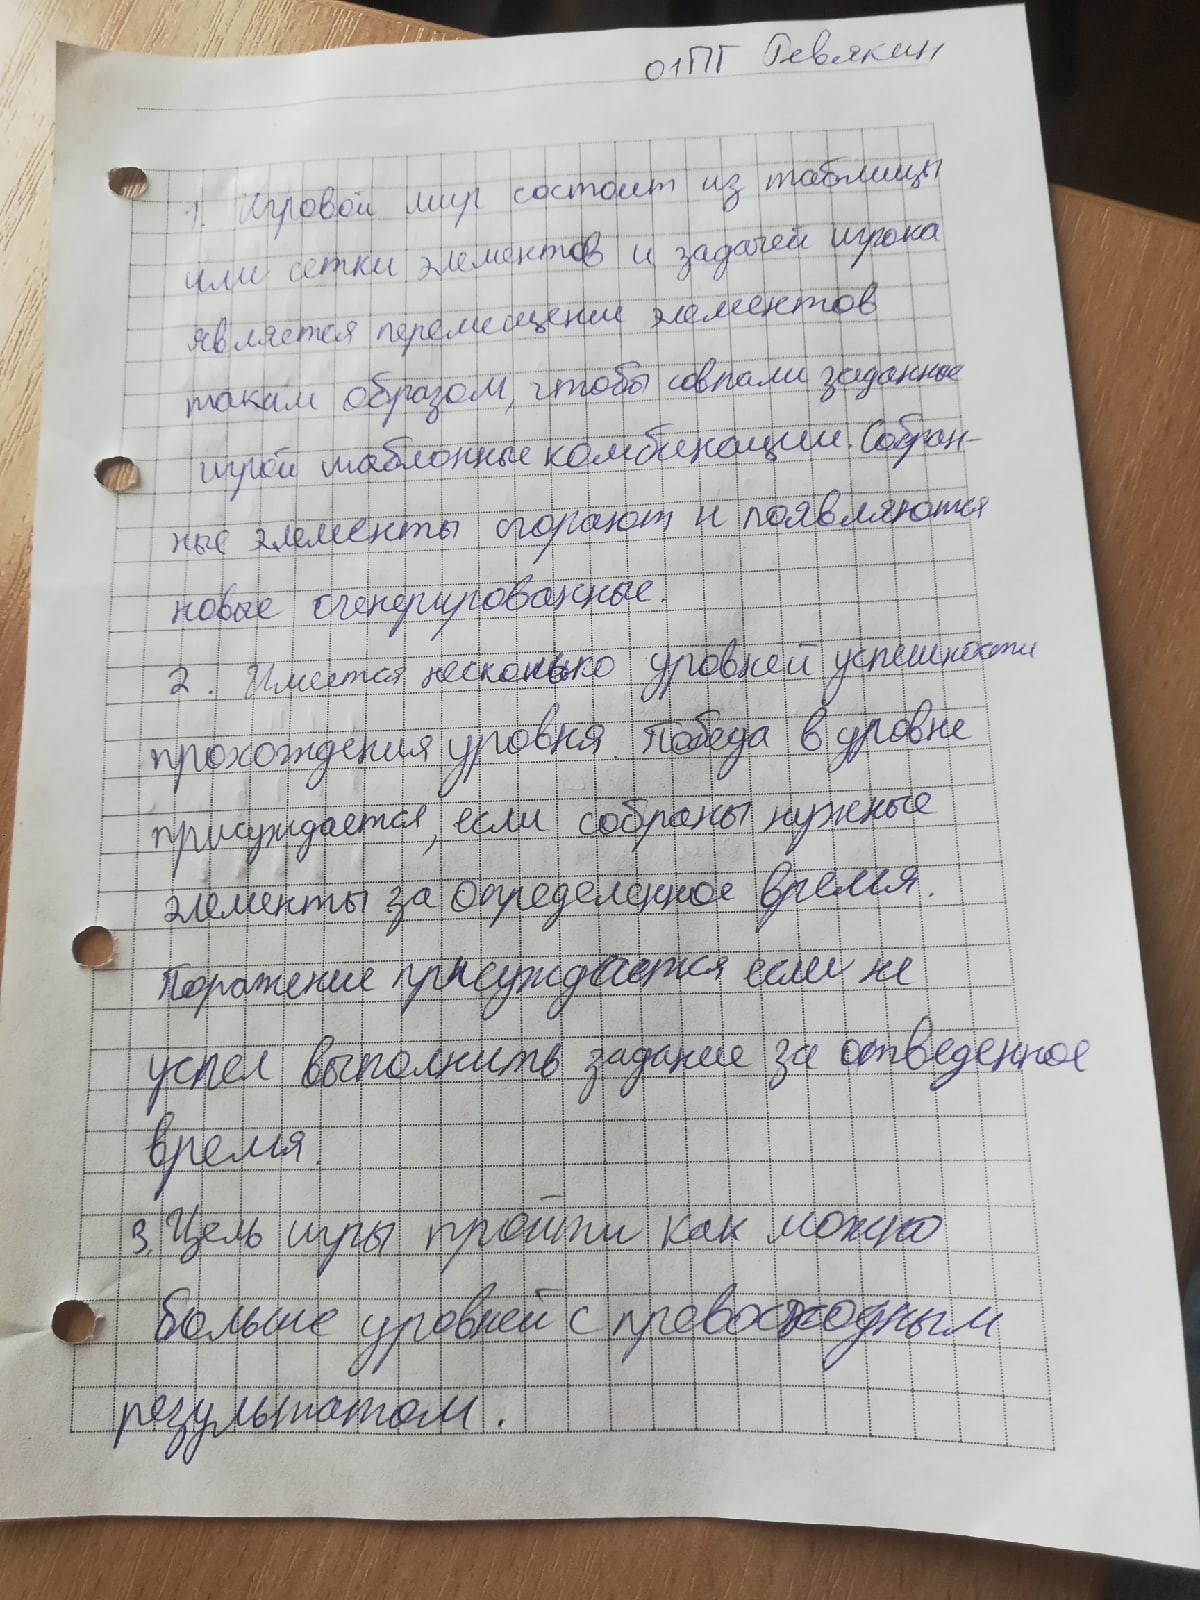 01ПГ Ревякин
1. Игровой мир состоит из таблицы
или сетки элементов и задачей игрока
является перемещение элементов
таким образом, чтобы совпали заданные
игрой шаблонные комбинации. Собран-
ные элементы сгорают и появляются
новые сгенерированные.
2. Имеется несколько уровней успешности
прохождения уровня. Победа в уровне
присуждается, если собраны нужные
элементы за определенное время.
Поражение присуждается если не
успел выполнить задание за отведенное
время.
3. Цель игры пройти как можно
больше уровней с превосходным
результатом.